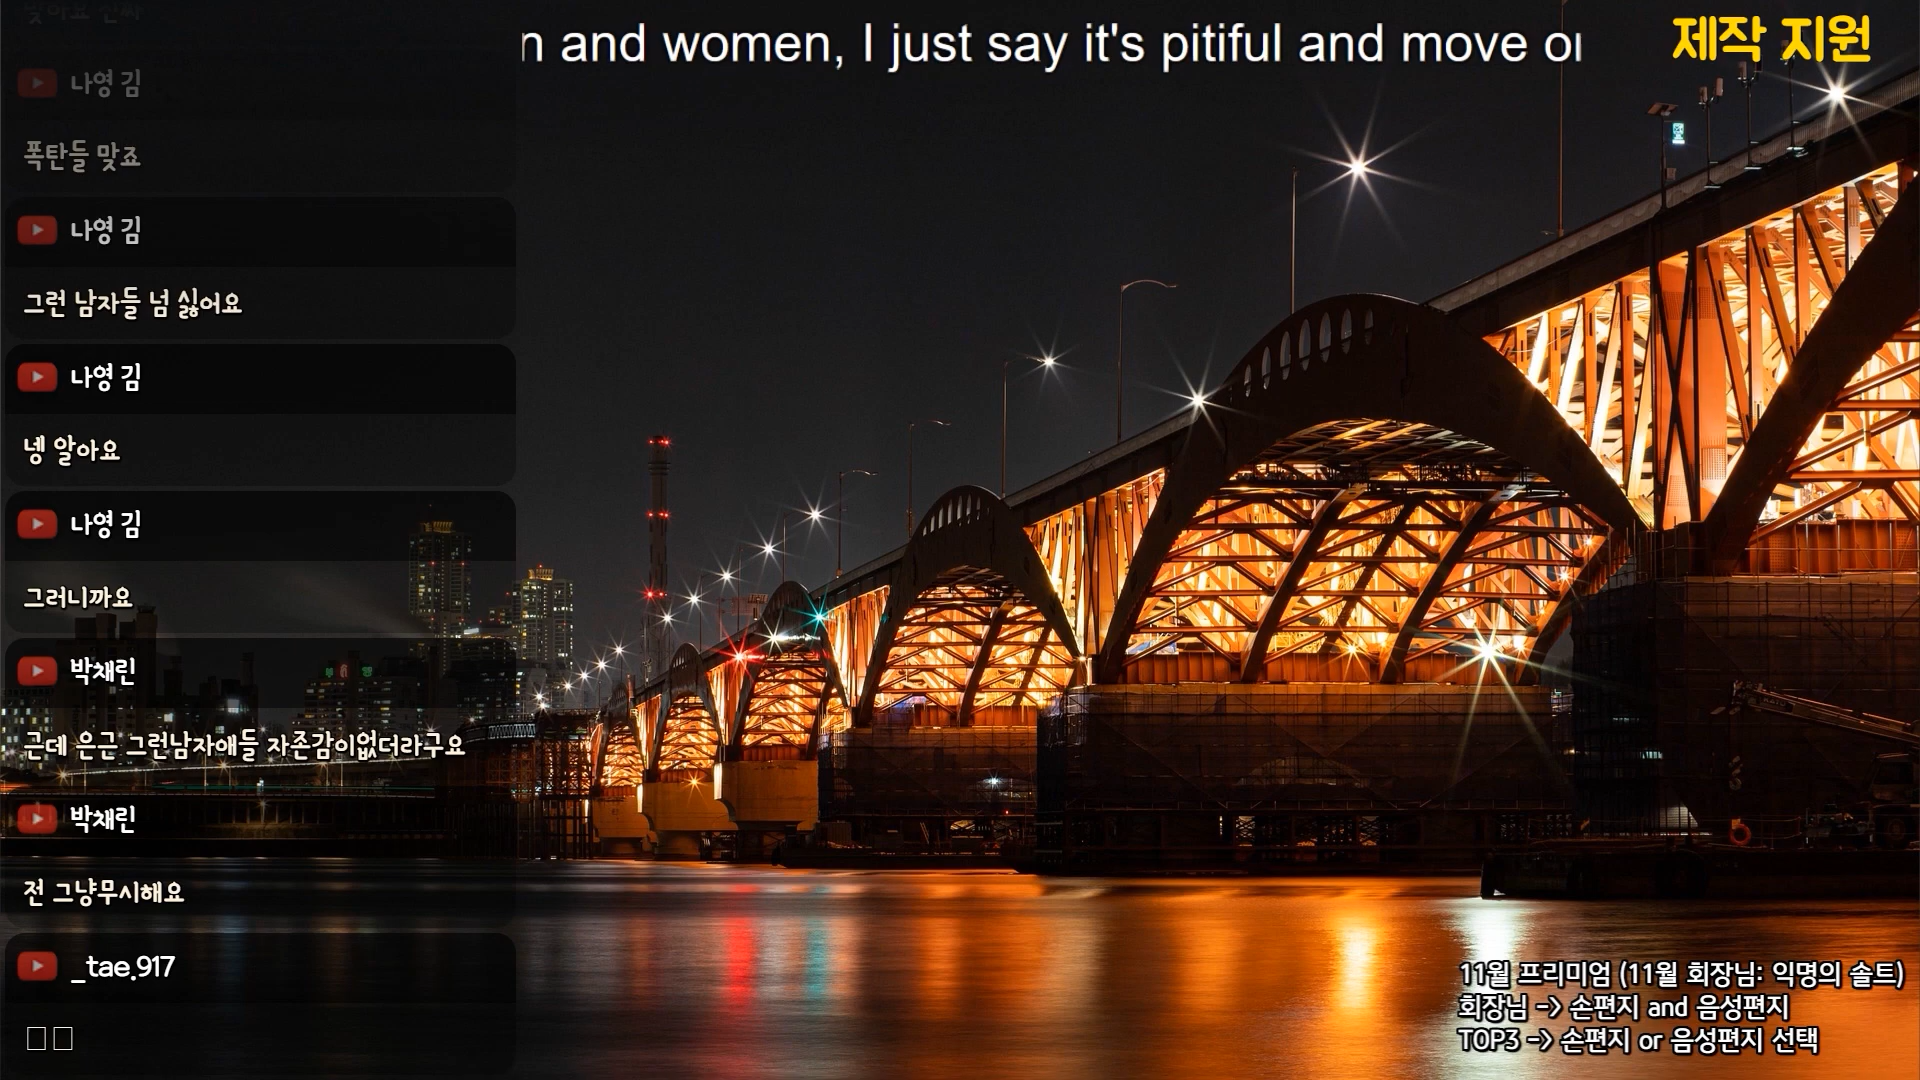 맞아요 진짜
나영 김
폭탄들 맞죠
나영 김
그런 남자들 넘 싫어요
나영 김
넹 알아요
나영 김
그러니까요
박채린
근데 은근 그런남자애들 자존감이없더라구요
박채린
전 그냥무시해요
_tae.917
and women, I just say it's pitiful and move
제작 지원
11월 프리미엄 (11월 회장님: 익명의 솔트)
회장님 -> 손편지 and 음성편지
TOP3 -> 손편지 or 음성편지 선택